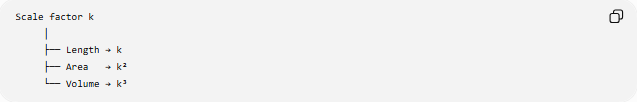 Scale factor k
│
├── Length → k
├── Area → k²
└── Volume → k³